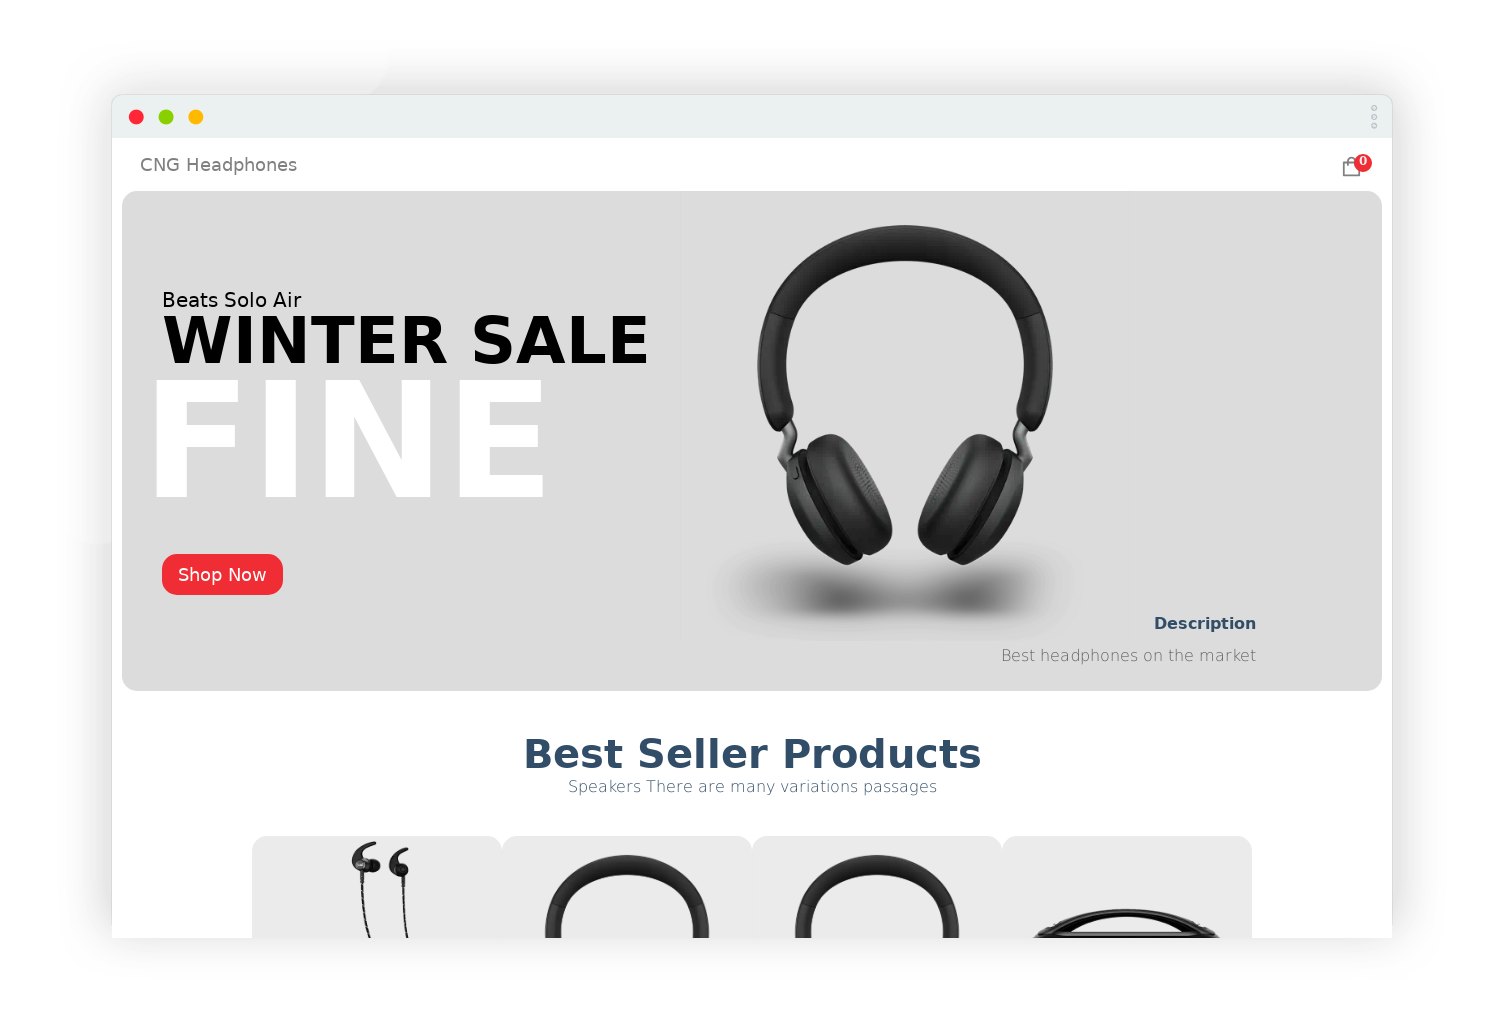 CNG Headphones
0
Beats Solo Air
WINTER SALE
FINE
Shop Now
Description
Best headphones on the market
Best Seller Products
Speakers There are many variations passages